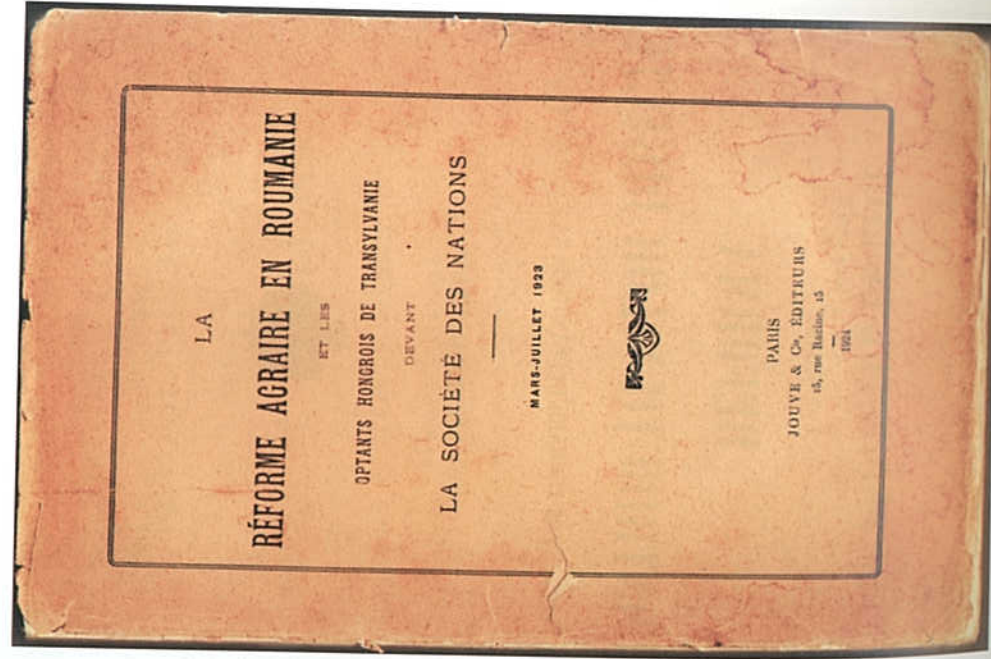 LA
RÉFORME AGRAIRE EN ROUMANIE
ET LES
OPTANTS HONGROIS DE TRANSYLVANIE
DEVANT
LA SOCIÉTÉ DES NATIONS
MARS-JUILLET 1923
PARIS
JOUVE & Cie, ÉDITEURS
15, rue Racine, 15
1924